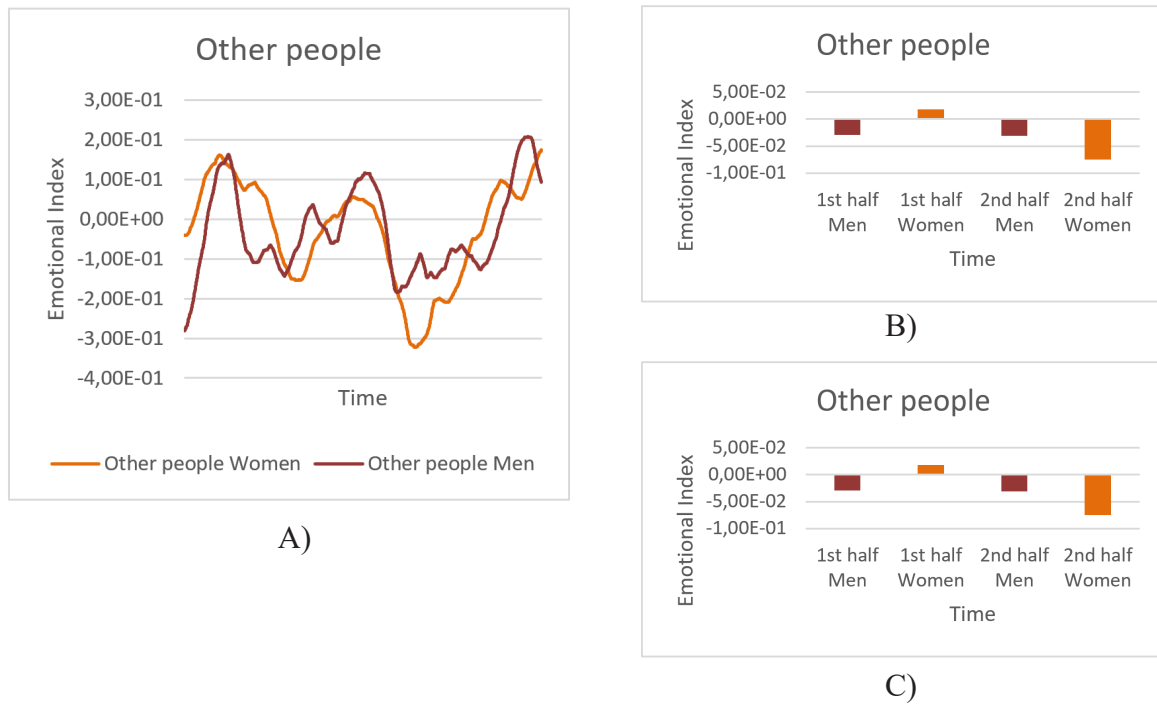 Other people
Emotional Index
3,00E-01
2,00E-01
1,00E-01
0,00E+00
-1,00E-01
-2,00E-01
-3,00E-01
-4,00E-01
Time
Other people Women
Other people Men
A)
Other people
Emotional Index
5,00E-02
0,00E+00
-5,00E-02
-1,00E-01
1st half 1st half 2nd half 2nd half
Men Women Men Women
Time
B)
Other people
Emotional Index
5,00E-02
0,00E+00
-5,00E-02
-1,00E-01
1st half 1st half 2nd half 2nd half
Men Women Men Women
Time
C)